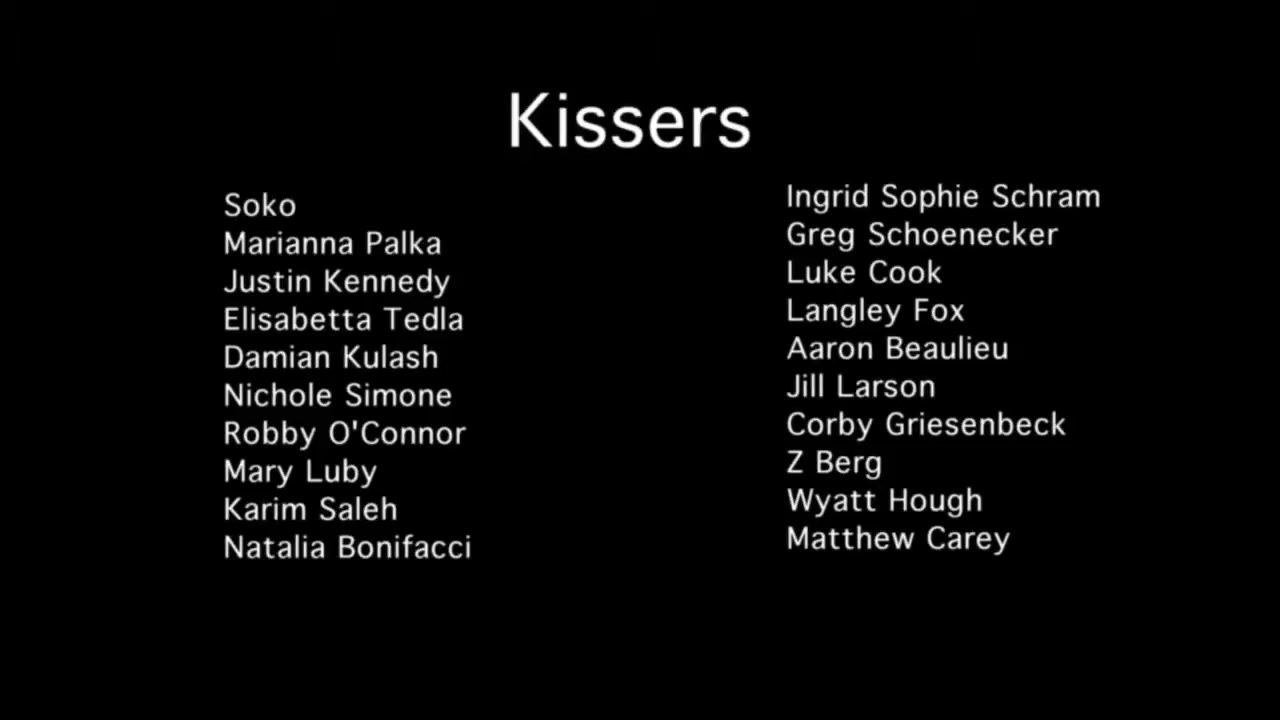 Kissers
Soko
Marianna Palka
Justin Kennedy
Elisabetta Tedla
Damian Kulash
Nichole Simone
Robby O'Connor
Mary Luby
Karim Saleh
Natalia Bonifacci
Ingrid Sophie Schram
Greg Schoenecker
Luke Cook
Langley Fox
Aaron Beaulieu
Jill Larson
Corby Griesenbeck
Z Berg
Wyatt Hough
Matthew Carey